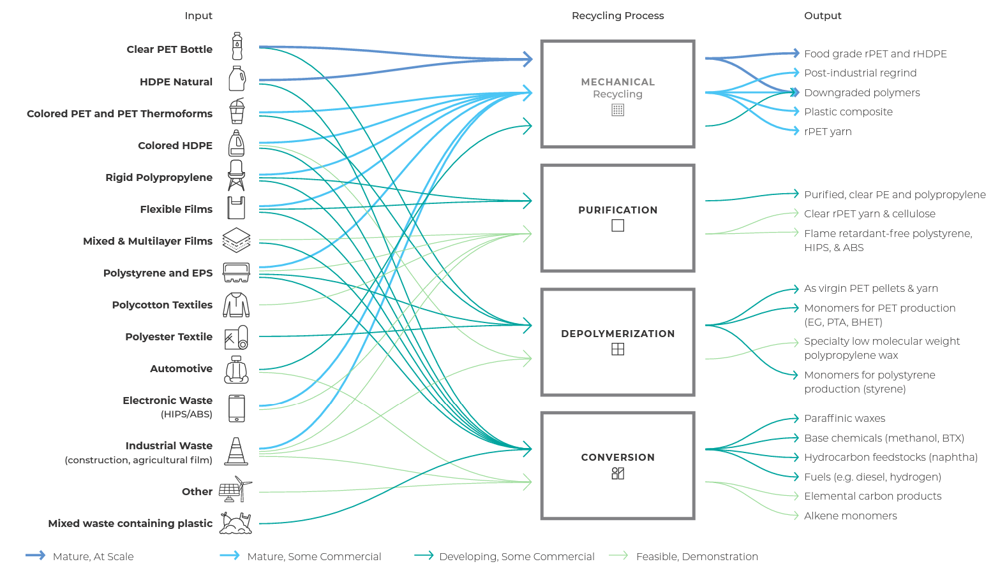 Input
Recycling Process
Output
Clear PET Bottle
HDPE Natural
Colored PET and PET Thermoforms
Colored HDPE
Rigid Polypropylene
Flexible Films
Mixed & Multilayer Films
Polystyrene and EPS
Polycotton Textiles
Polyester Textile
Automotive
Electronic Waste
(HIPS/ABS)
Industrial Waste
(construction, agricultural film)
Other
Mixed waste containing plastic
MECHANICAL
Recycling
PURIFICATION
DEPOLYMERIZATION
CONVERSION
Food grade rPET and rHDPE
Post-industrial regrind
Downgraded polymers
Plastic composite
rPET yarn
Purified, clear PE and polypropylene
Clear rPET yarn & cellulose
Flame retardant-free polystyrene,
HIPS, & ABS
As virgin PET pellets & yarn
Monomers for PET production
(EG, PTA, BHET)
Specialty low molecular weight
polypropylene wax
Monomers for polystyrene
production (styrene)
Paraffinic waxes
Base chemicals (methanol, BTX)
Hydrocarbon feedstocks (naphtha)
Fuels (e.g. diesel, hydrogen)
Elemental carbon products
Alkene monomers
Mature, At Scale
Mature, Some Commercial
Developing, Some Commercial
Feasible, Demonstration